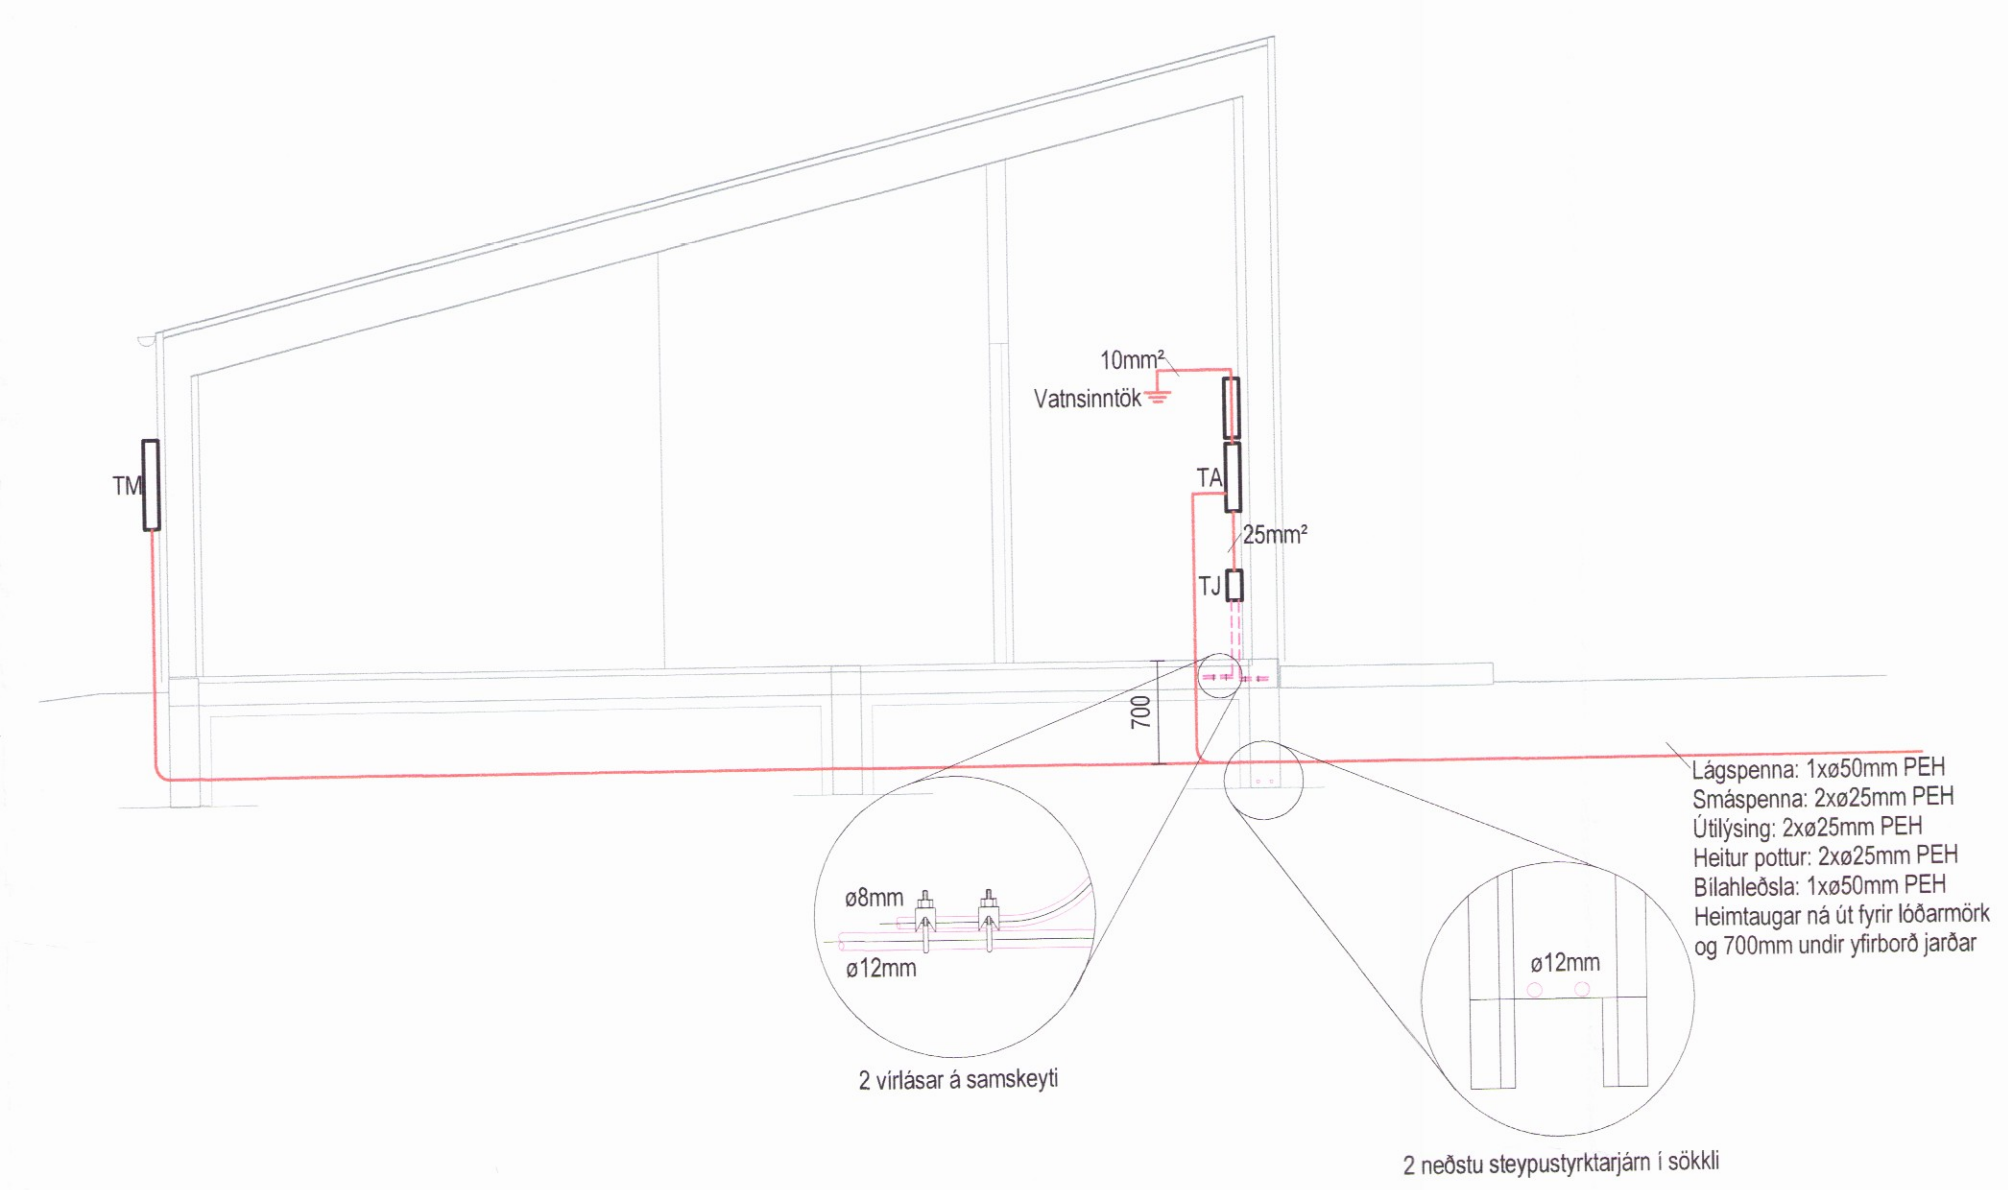 10mm²
Vatnsinntök
TM
TA
25mm²
TJ
700
Lágspenna: 1xø50mm PEH
Smáspenna: 2xø25mm PEH
Útilýsing: 2xø25mm PEH
Heitur pottur: 2xø25mm PEH
Bílahleðsla: 1xø50mm PEH
Heimtaugar ná út fyrir lóðarmörk
og 700mm undir yfirborð jarðar
ø8mm
ø12mm
2 vírlásar á samskeyti
ø12mm
2 neðstu steypustyrktarjárn í sökkli